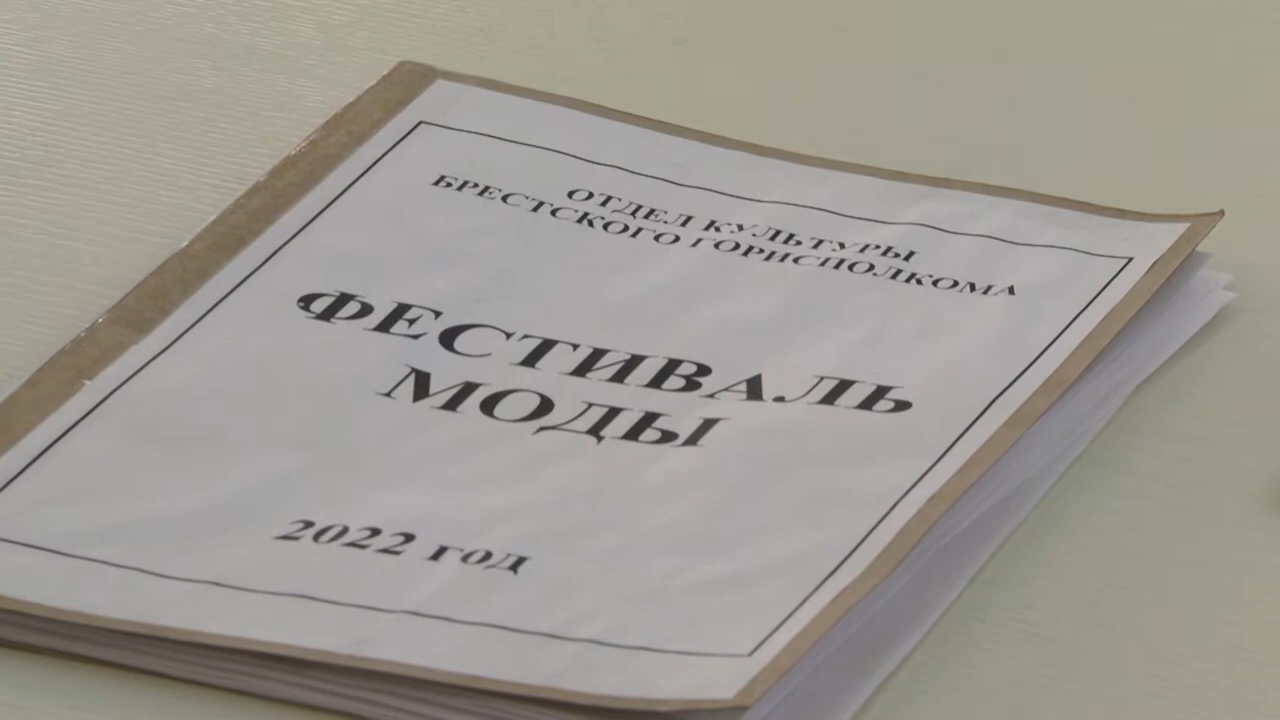 ОТДЕЛ КУЛЬТУРЫ
БРЕСТСКОГО ГОРИСПОЛКОМА
ФЕСТИВАЛЬ
МОДЫ
2022 год